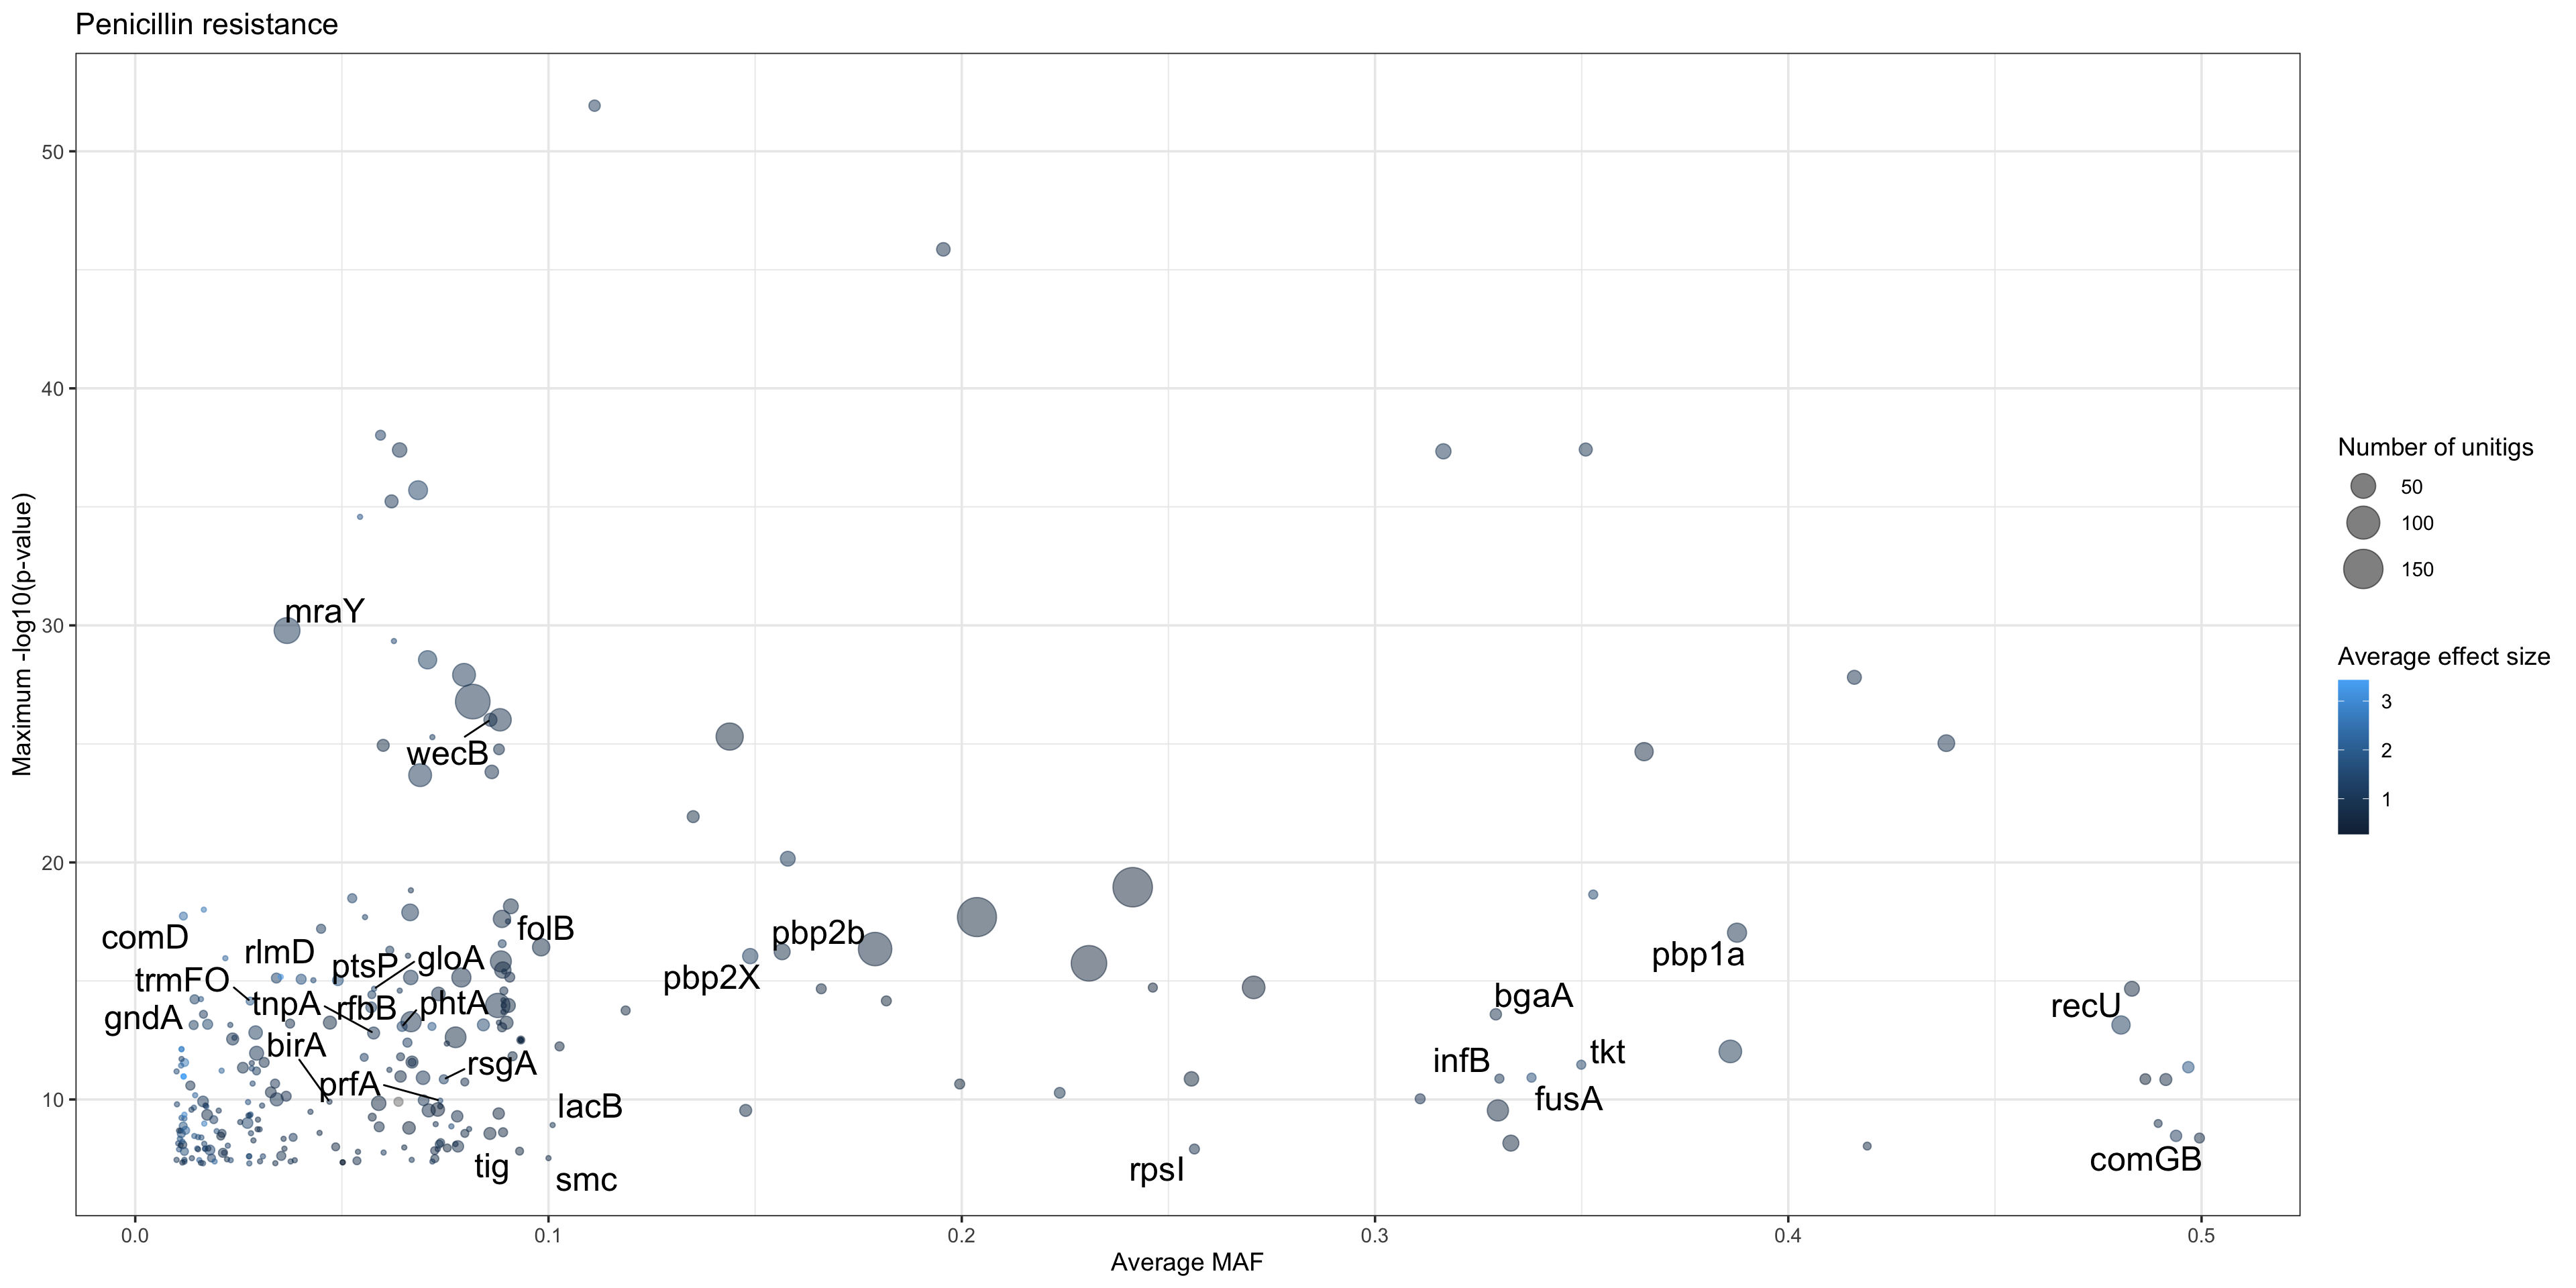 Penicillin resistance
Maximum -log10(p-value)
50
40
30
20
10
mraY
wecB
comD
rlmD
folB
trmFO
ptsP
gloA
gndA
tnpA
rfbB
phtA
birA
prfA
rsgA
lacB
tig
smc
pbp2X
pbp2b
rpsI
pbp1a
bgaA
infB
tkt
fusA
recU
comGB
0.0
0.1
0.2
0.3
0.4
0.5
Average MAF
Number of unitigs
50
100
150
Average effect size
3
2
1